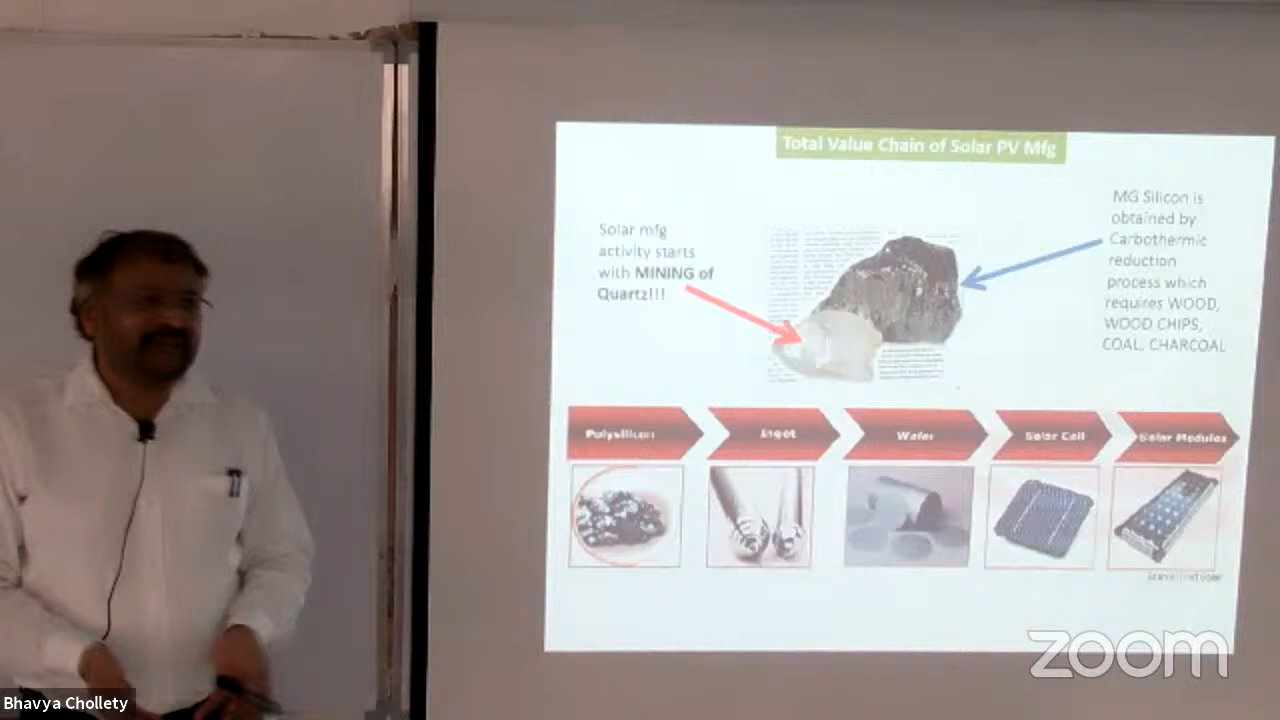 Total Value Chain of Solar PV Mfg
Solar mfg
activity starts
with MINING of
Quartz!!!
MG Silicon is
obtained by
Carbothermic
reduction
process which
requires WOOD,
WOOD CHIPS,
COAL, CHARCOAL
Polysilicon
Ingot
Wafer
Solar Cell
Solar Modules
zoom
Bhavya Chollety